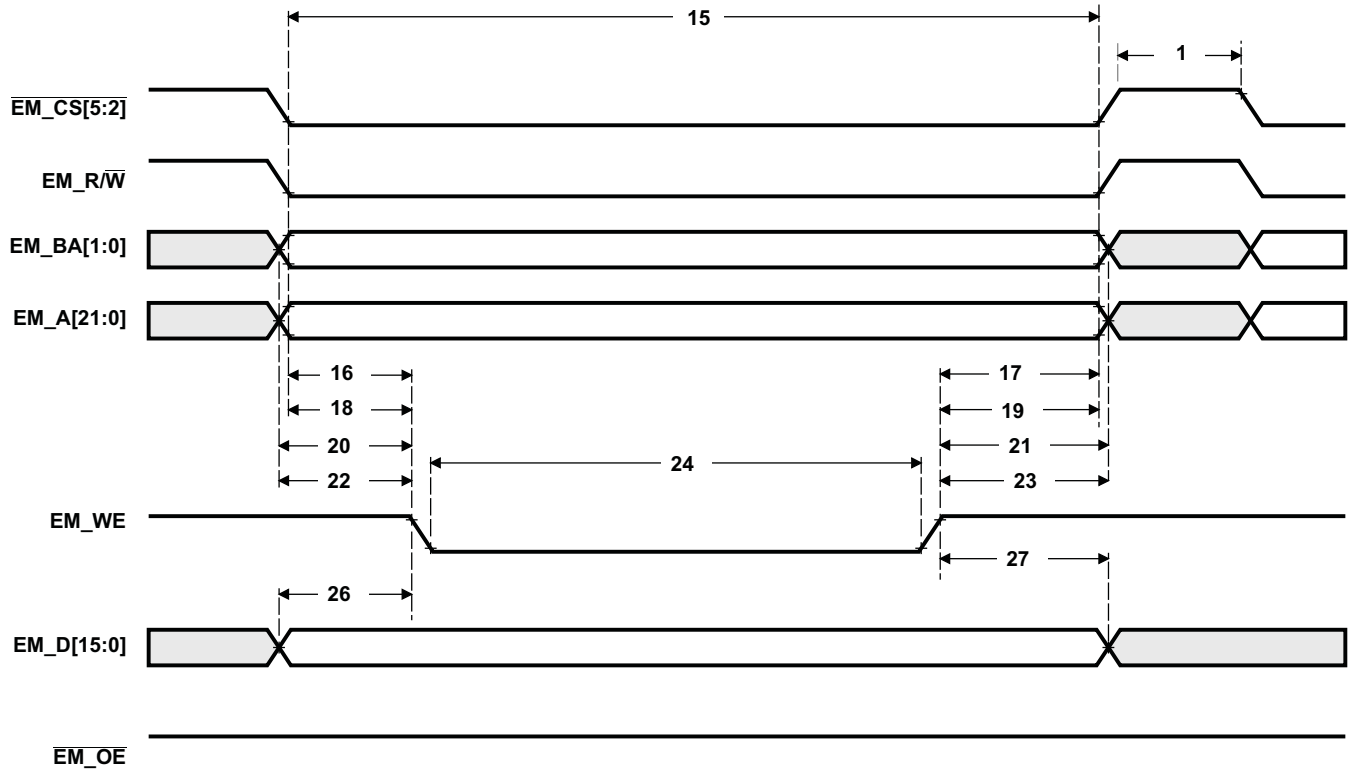 15
1
EM_CS[5:2]
EM_R/W
EM_BA[1:0]
EM_A[21:0]
16 17
18 19
20 21
22 24 23
EM_WE
27
26
EM_D[15:0]
EM_OE